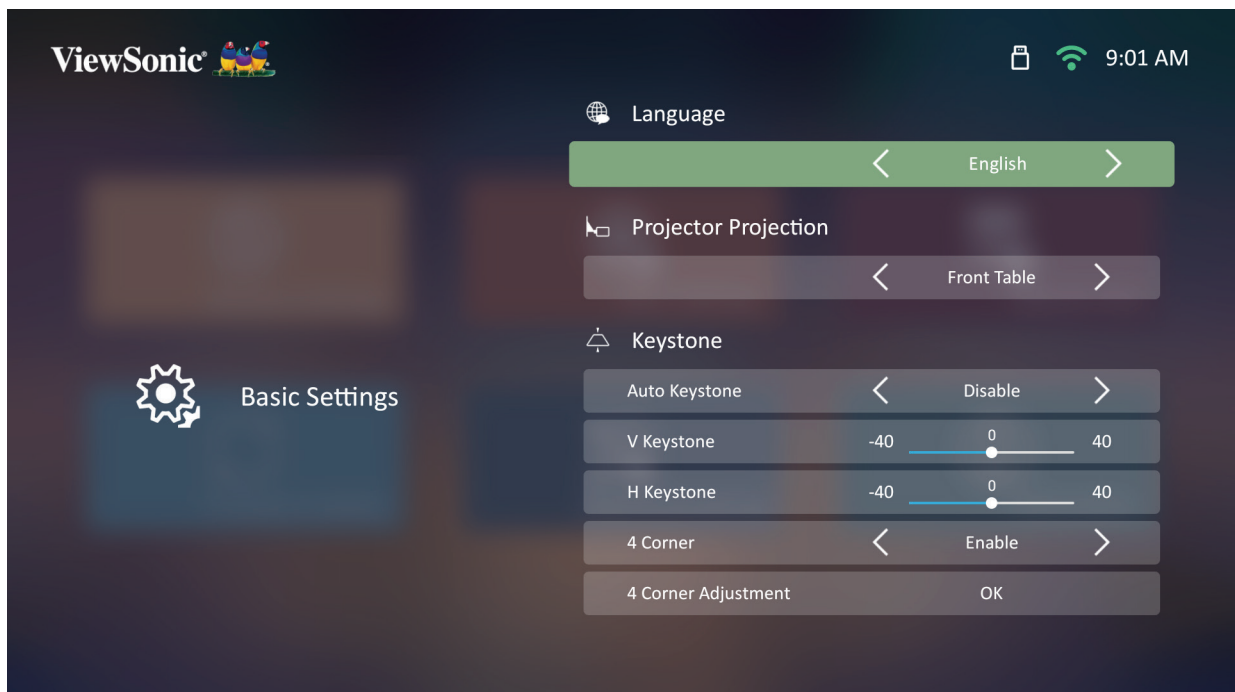 ViewSonic®
9:01 AM
Language
English
Projector Projection
Front Table
Keystone
Basic Settings
Auto Keystone Disable
V Keystone -40 0 40
H Keystone -40 0 40
4 Corner Enable
4 Corner Adjustment OK